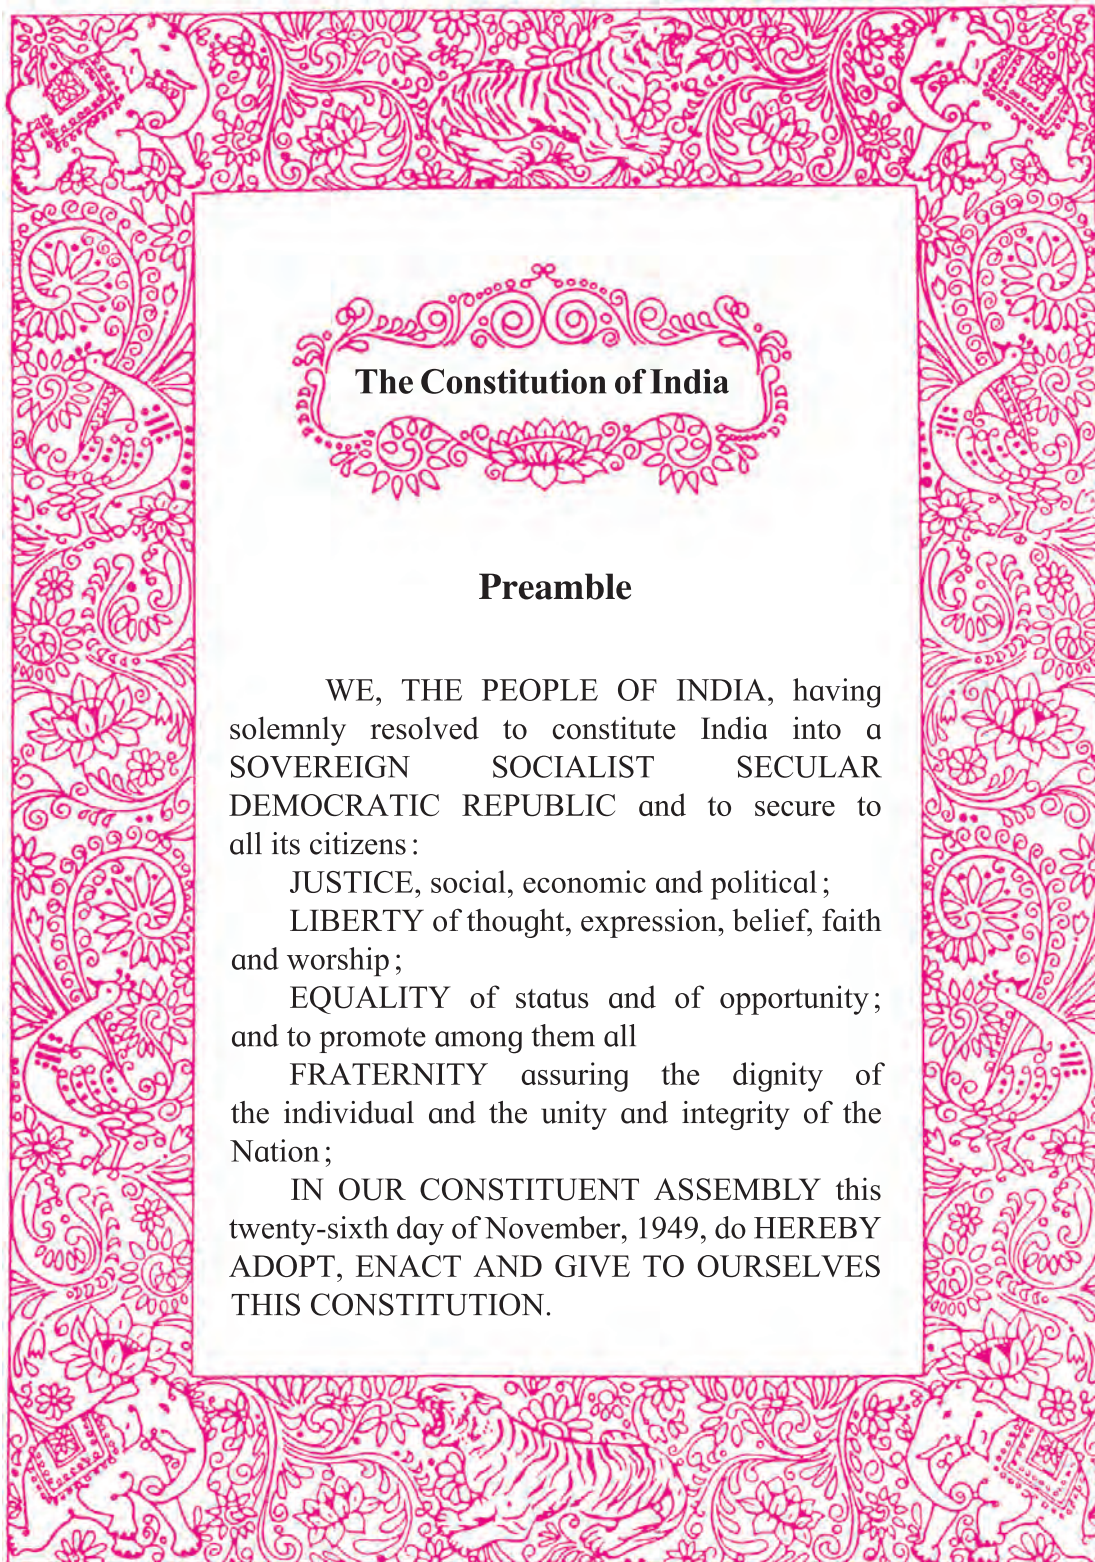 The Constitution of India
Preamble
WE, THE PEOPLE OF INDIA, having
solemnly resolved to constitute India into a
SOVEREIGN SOCIALIST SECULAR
DEMOCRATIC REPUBLIC and to secure to
all its citizens :
JUSTICE, social, economic and political ;
LIBERTY of thought, expression, belief, faith
and worship ;
EQUALITY of status and of opportunity ;
and to promote among them all
FRATERNITY assuring the dignity of
the individual and the unity and integrity of the
Nation ;
IN OUR CONSTITUENT ASSEMBLY this
twenty-sixth day of November, 1949, do HEREBY
ADOPT, ENACT AND GIVE TO OURSELVES
THIS CONSTITUTION.